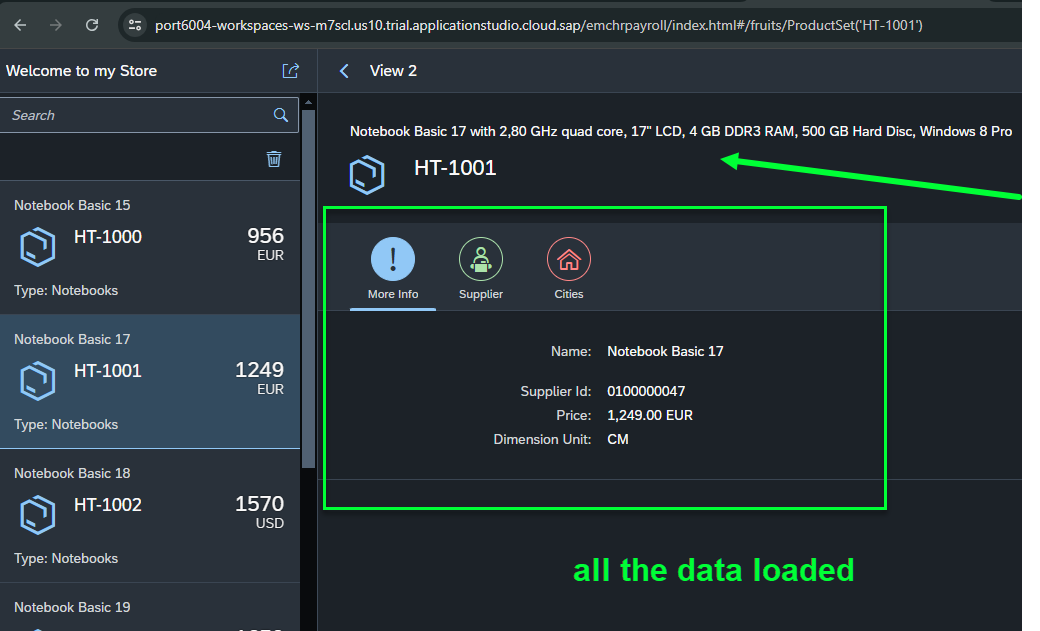 port6004-workspaces-ws-m7scl.us10.trial.applicationstudio.cloud.sap/emchrpayroll/index.html#/fruits/ProductSet('HT-1001')
Welcome to my Store
View 2
Search
Notebook Basic 15
HT-1000
956
EUR
Type: Notebooks
Notebook Basic 17
HT-1001
1249
EUR
Type: Notebooks
Notebook Basic 18
HT-1002
1570
USD
Type: Notebooks
Notebook Basic 19
Notebook Basic 17 with 2,80 GHz quad core, 17" LCD, 4 GB DDR3 RAM, 500 GB Hard Disc, Windows 8 Pro
HT-1001
More Info
Supplier
Cities
Name: Notebook Basic 17
Supplier Id: 0100000047
Price: 1,249.00 EUR
Dimension Unit: CM
all the data loaded